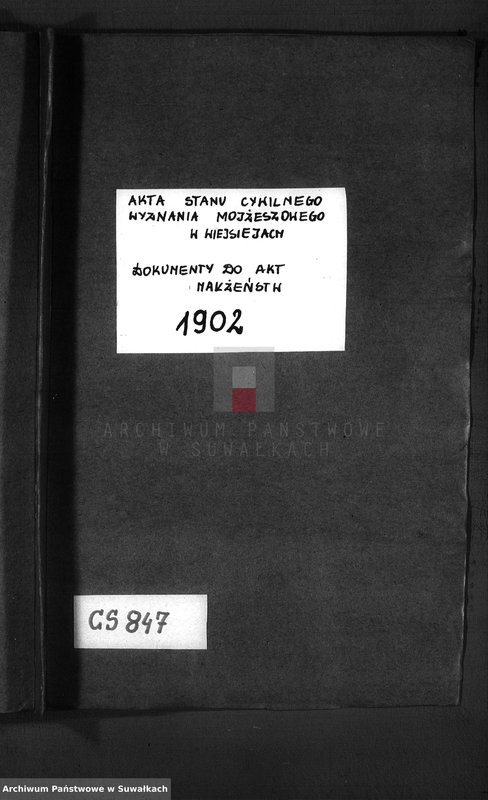 AKTA STANU CYWILNEGO
WYZNANIA MOJŻESZOWEGO
W WIEJSIEJACH
DOKUMENTY DO AKT
MAŁŻEŃSTW
1902
ARCHIWUM PAŃSTWOWE
W SUWAŁKACH
CS 847
Archiwum Państwowe w Suwałkach